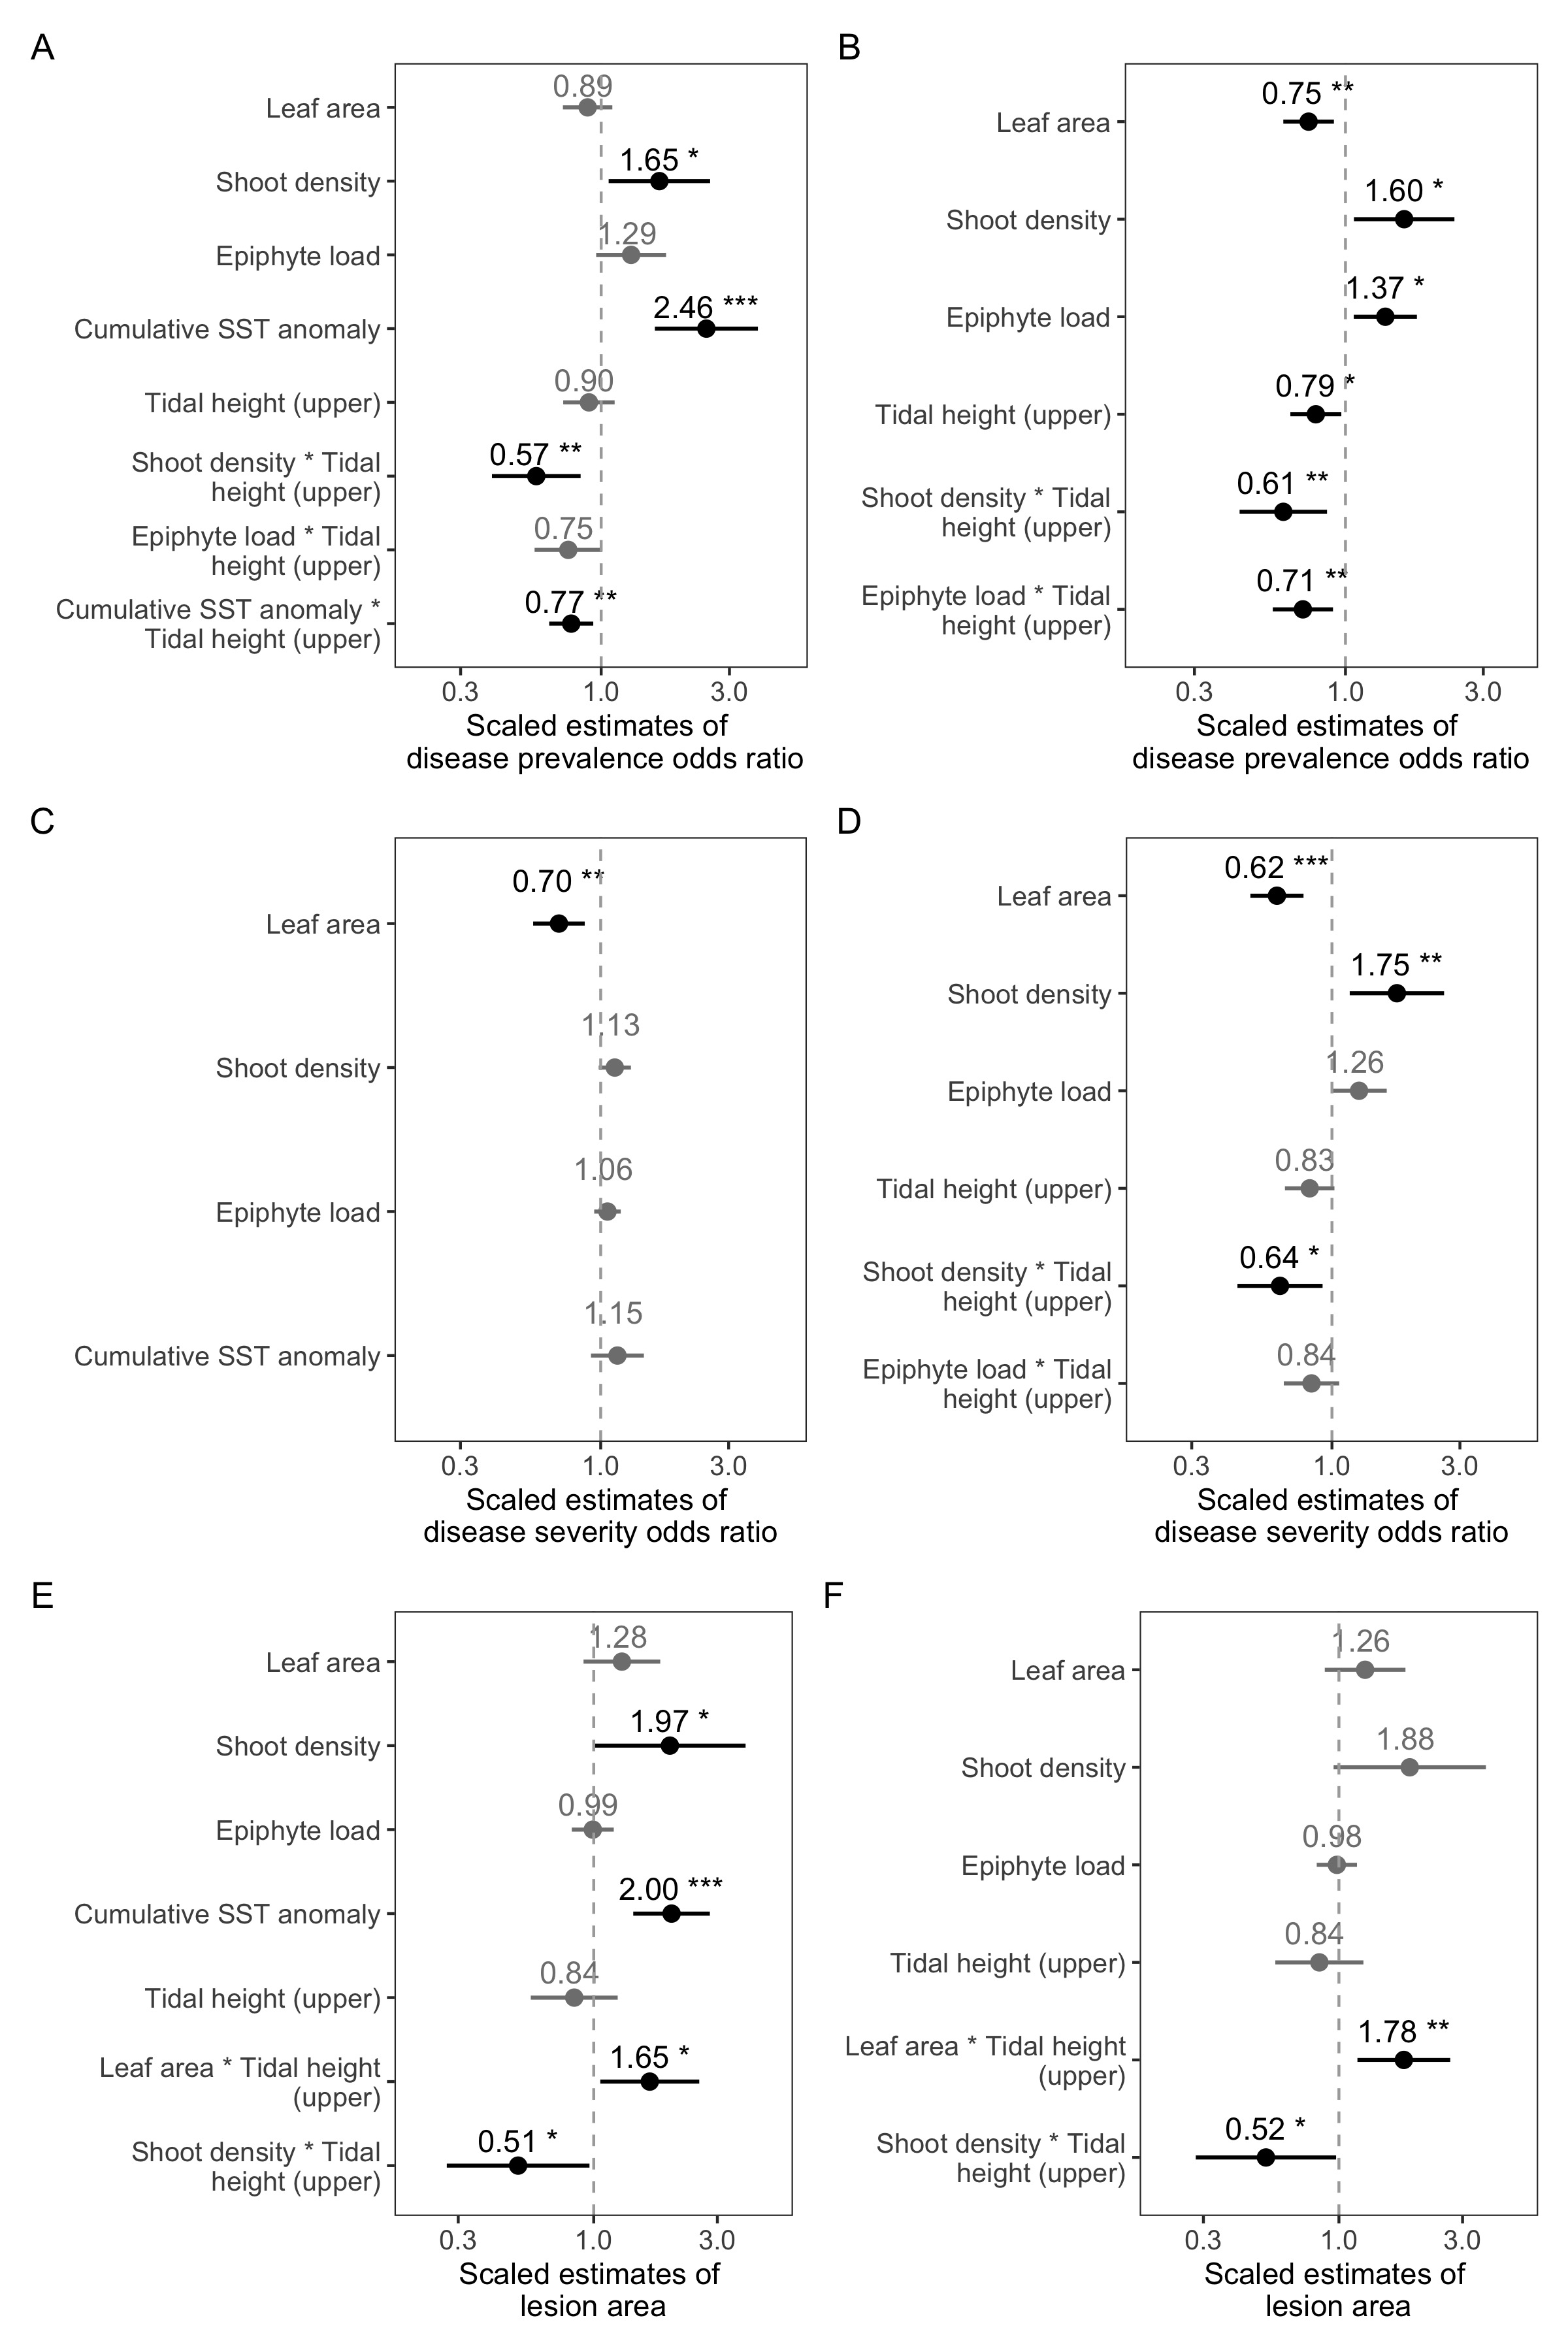 A
0.89
Leaf area
1.65 *
Shoot density
1.29
Epiphyte load
2.46 ***
Cumulative SST anomaly
0.90
Tidal height (upper)
0.57 **
Shoot density * Tidal
height (upper)
0.75
Epiphyte load * Tidal
height (upper)
0.77 **
Cumulative SST anomaly *
Tidal height (upper)
0.3 1.0 3.0
Scaled estimates of
disease prevalence odds ratio
B
0.75 **
Leaf area
1.60 *
Shoot density
1.37 *
Epiphyte load
0.79 *
Tidal height (upper)
0.61 **
Shoot density * Tidal
height (upper)
0.71 **
Epiphyte load * Tidal
height (upper)
0.3 1.0 3.0
Scaled estimates of
disease prevalence odds ratio
C
0.70 **
Leaf area
1.13
Shoot density
1.06
Epiphyte load
1.15
Cumulative SST anomaly
0.3 1.0 3.0
Scaled estimates of
disease severity odds ratio
D
0.62 ***
Leaf area
1.75 **
Shoot density
1.26
Epiphyte load
0.83
Tidal height (upper)
0.64 *
Shoot density * Tidal
height (upper)
0.84
Epiphyte load * Tidal
height (upper)
0.3 1.0 3.0
Scaled estimates of
disease severity odds ratio
E
1.28
Leaf area
1.97 *
Shoot density
0.99
Epiphyte load
2.00 ***
Cumulative SST anomaly
0.84
Tidal height (upper)
1.65 *
Leaf area * Tidal height
(upper)
0.51 *
Shoot density * Tidal
height (upper)
0.3 1.0 3.0
Scaled estimates of
lesion area
F
1.26
Leaf area
1.88
Shoot density
0.98
Epiphyte load
0.84
Tidal height (upper)
1.78 **
Leaf area * Tidal height
(upper)
0.52 *
Shoot density * Tidal
height (upper)
0.3 1.0 3.0
Scaled estimates of
lesion area